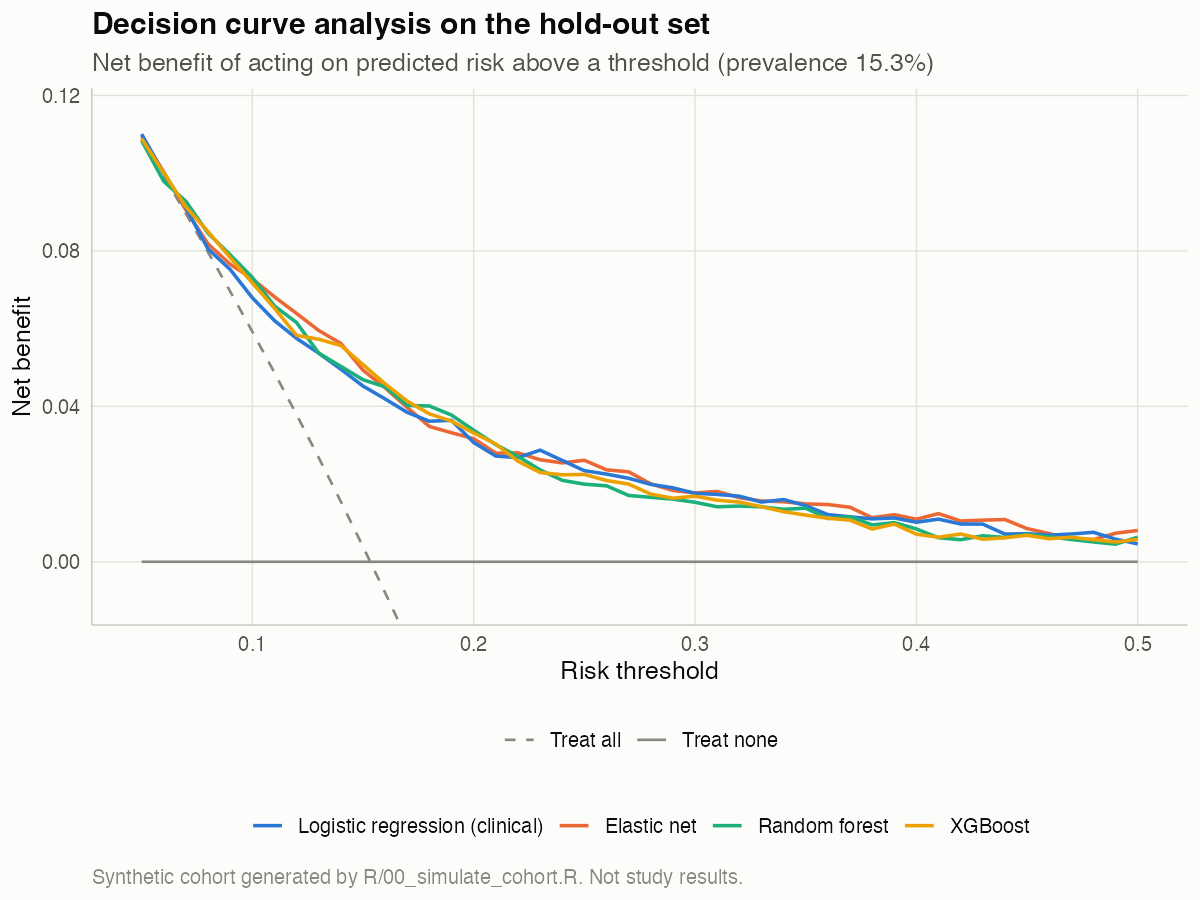 Decision curve analysis on the hold-out set
Net benefit of acting on predicted risk above a threshold (prevalence 15.3%)
0.12
0.08
0.04
0.00
Net benefit
0.1 0.2 0.3 0.4 0.5
Risk threshold
Treat all Treat none
Logistic regression (clinical) Elastic net Random forest XGBoost
Synthetic cohort generated by R/00_simulate_cohort.R. Not study results.